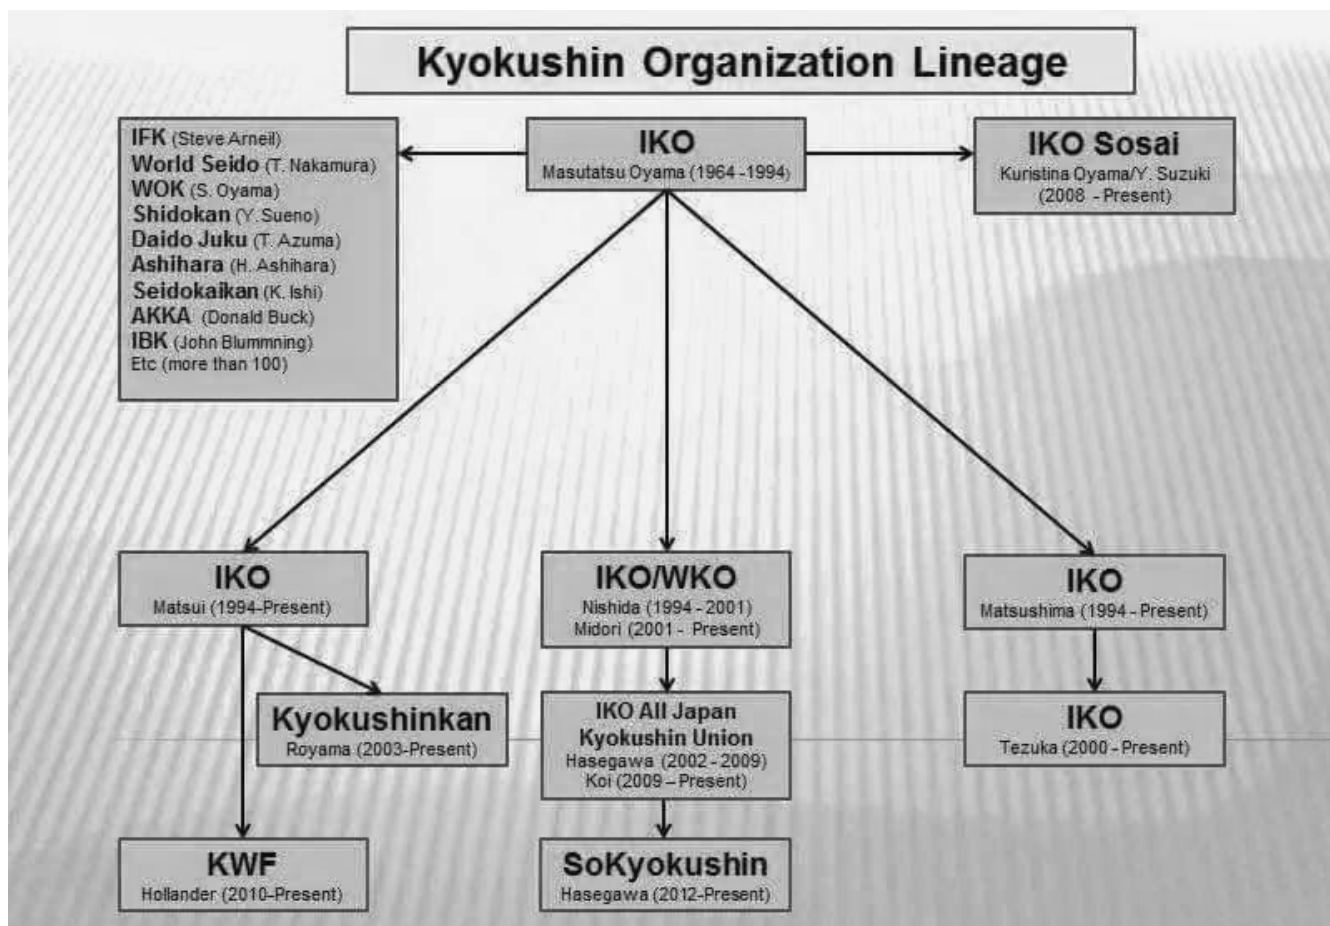 Kyokushin Organization Lineage
IFK (Steve Arneil)
World Seido (T. Nakamura)
WOK (S. Oyama)
Shidokan (Y. Sueno)
Daido Juku (T. Azuma)
Ashihara (H. Ashihara)
Seidokaikan (K. Ishi)
AKKA (Donald Buck)
IBK (John Blummning)
Etc (more than 100)
IKO
Masutatsu Oyama (1964 -1994)
IKO Sosai
Kuristina Oyama/Y. Suzuki
(2008 - Present)
IKO
Matsui (1994-Present)
IKO/WKO
Nishida (1994 - 2001)
Midori (2001 - Present)
IKO
Matsushima (1994 - Present)
Kyokushinkan
Royama (2003-Present)
IKO All Japan
Kyokushin Union
Hasegawa (2002 - 2009)
Koi (2009 – Present)
IKO
Tezuka (2000 - Present)
KWF
Hollander (2010-Present)
SoKyokushin
Hasegawa (2012-Present)